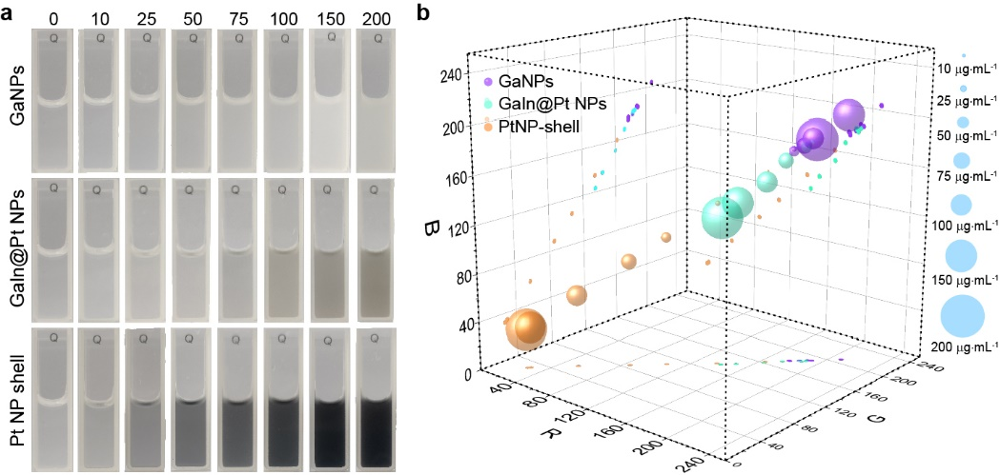 a
0 10 25 50 75 100 150 200
GaNPs
Q Q Q Q Q Q Q Q
GaIn@Pt NPs
Q Q Q Q Q Q Q Q
Pt NP shell
Q Q Q Q Q Q Q Q
b
GaNPs
GaIn@Pt NPs
PtNP-shell
B
240
200
160
120
80
40
0
R
40
80
120
160
200
240
G
0
40
80
120
160
200
240
10 µg·mL⁻¹
25 µg·mL⁻¹
50 µg·mL⁻¹
75 µg·mL⁻¹
100 µg·mL⁻¹
150 µg·mL⁻¹
200 µg·mL⁻¹